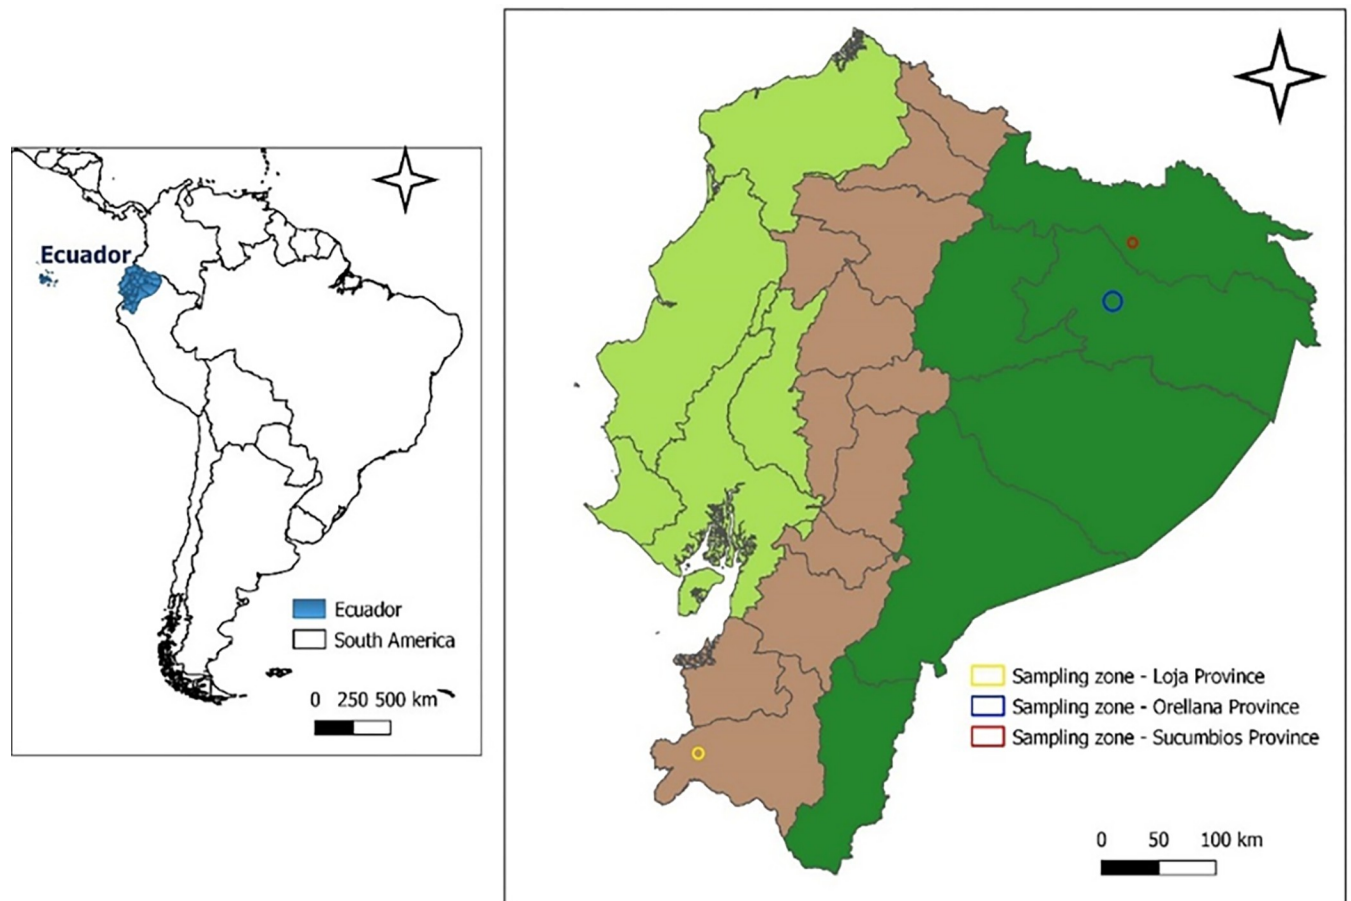 Ecuador
Ecuador
South America
0 250 500 km
Sampling zone - Loja Province
Sampling zone - Orellana Province
Sampling zone - Sucumbios Province
0 50 100 km